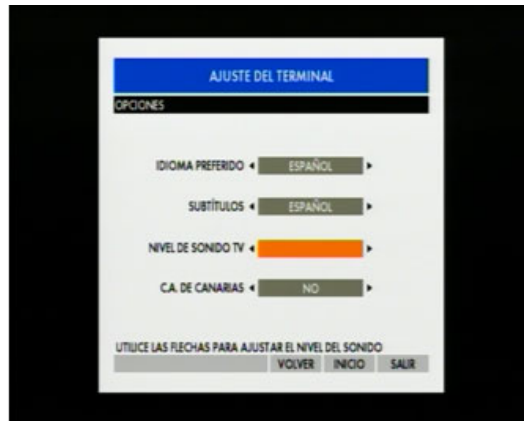 AJUSTE DEL TERMINAL
OPCIONES
IDIOMA PREFERIDO ESPAÑOL
SUBTÍTULOS ESPAÑOL
NIVEL DE SONIDO TV
C.A. DE CANARIAS NO
UTILICE LAS FLECHAS PARA AJUSTAR EL NIVEL DEL SONIDO
VOLVER INICIO SALIR